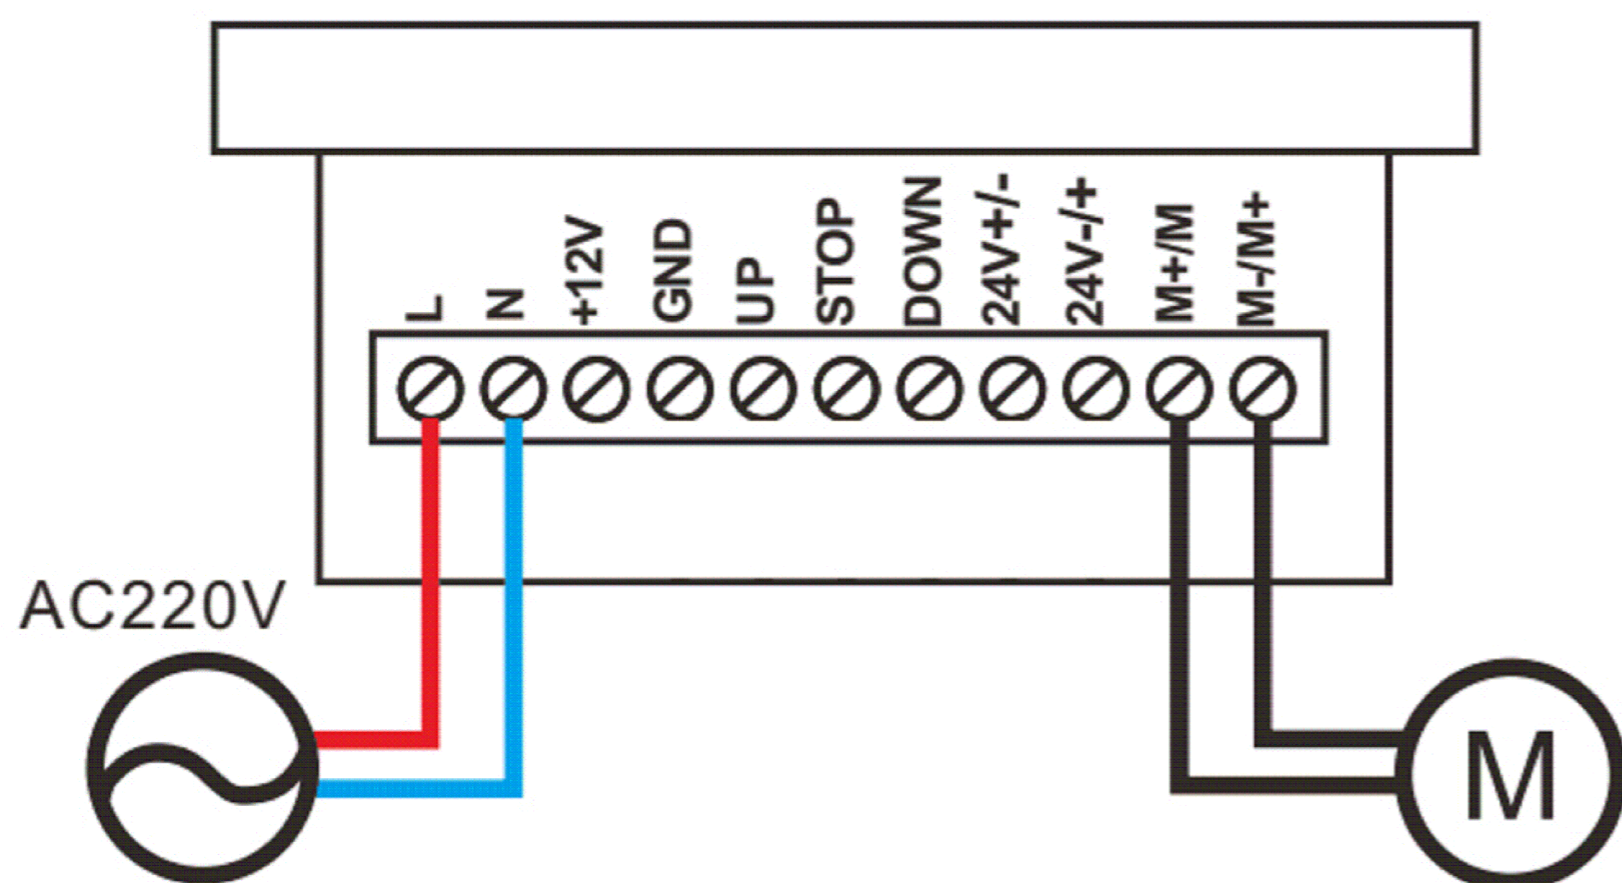 L
N
+12V
GND
UP
STOP
DOWN
24V+/-
24V-/+
M+/M
M-/M+
AC220V
M